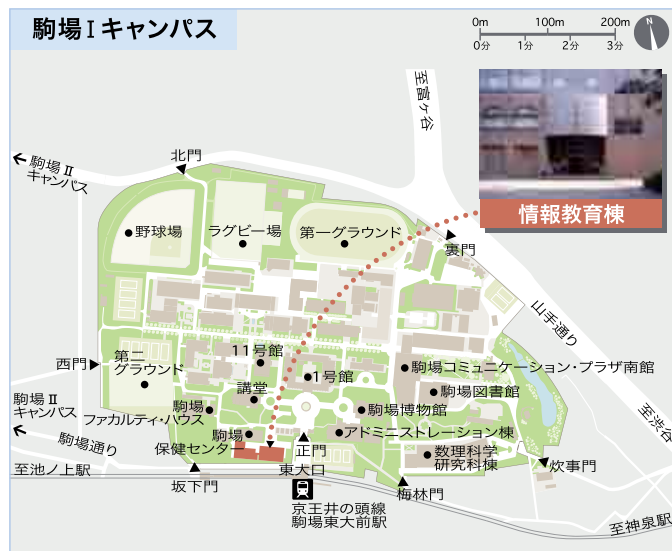 駒場Ⅰキャンパス
0m 100m 200m
0分 1分 2分 3分
N
至富ヶ谷
情報教育棟
北門
駒場Ⅱ
キャンパス
野球場
ラグビー場
第一グラウンド
裏門
山手通り
11号館
第二
グラウンド
西門
1号館
駒場コミュニケーション・プラザ南館
講堂
駒場図書館
駒場Ⅱ
キャンパス
駒場
ファカルティ・ハウス
駒場博物館
至渋谷
駒場通り
駒場
保健センター
正門
アドミニストレーション棟
数理科学
研究科棟
至池ノ上駅
坂下門
東大口
梅林門
炊事門
京王井の頭線
駒場東大前駅
至神泉駅